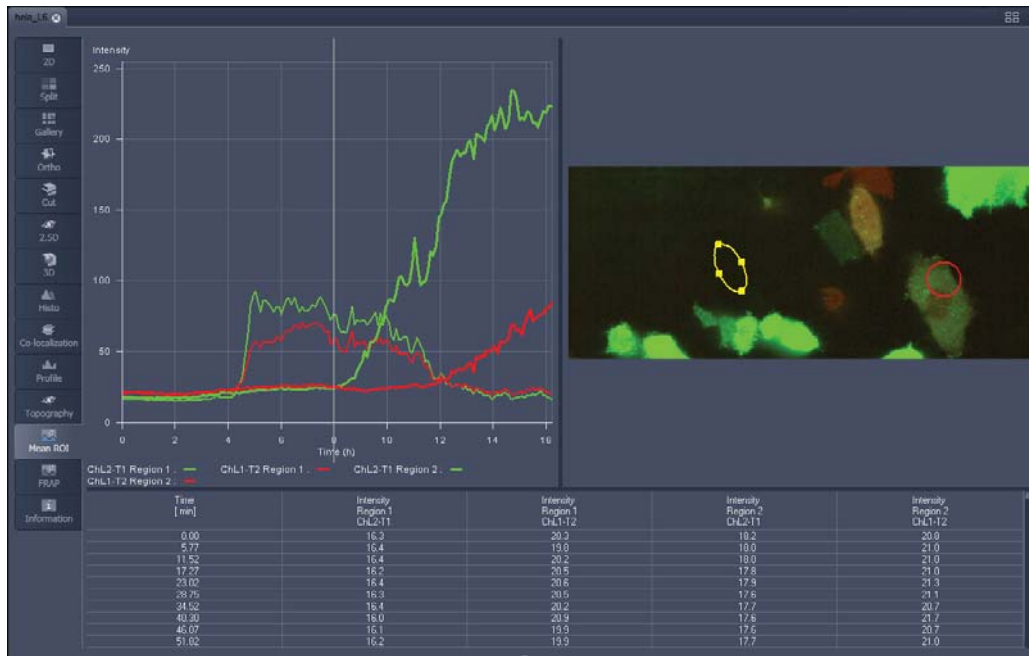 hela_L6
2D
Split
Gallery
Ortho
Cut
2.5D
3D
Histo
Co-localization
Profile
Topography
Mean ROI
FRAP
Information
Intensity
250
200
150
100
50
0
0 2 4 6 8 10 12 14 16
Time (h)
ChL2-T1 Region 1 : ChL1-T2 Region 1 : ChL2-T1 Region 2 :
ChL1-T2 Region 2 :
Time Intensity Intensity Intensity Intensity
[min] Region 1 Region 1 Region 2 Region 2
ChL2-T1 ChL1-T2 ChL2-T1 ChL1-T2
0.00 16.3 20.3 18.2 20.8
5.77 16.4 19.8 18.0 21.0
11.52 16.4 20.2 18.0 21.0
17.27 16.2 20.5 17.8 21.0
23.02 16.4 20.6 17.9 21.3
28.75 16.3 20.5 17.6 21.1
34.52 16.4 20.2 17.7 20.7
40.30 16.0 20.9 17.6 21.7
46.07 16.1 19.9 17.6 20.7
51.82 16.2 19.9 17.7 21.0